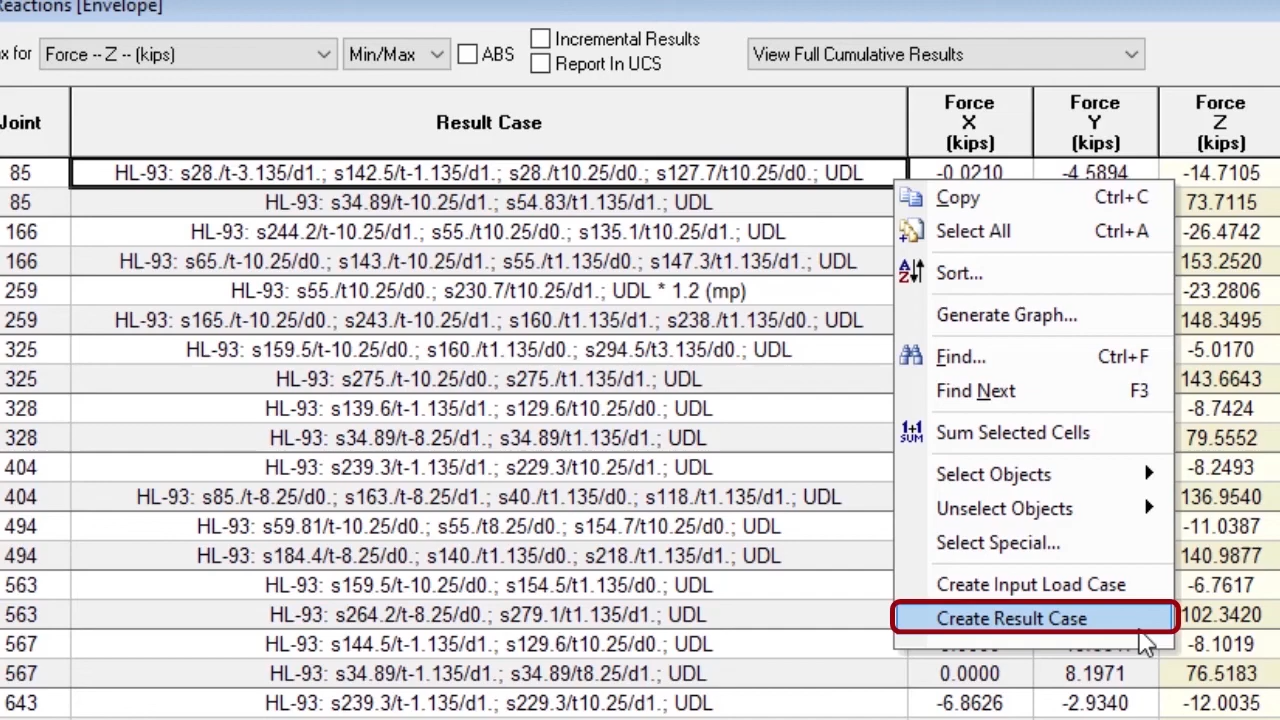 Reactions [Envelope]
x for Force -- Z -- (kips) Min/Max ABS Incremental Results View Full Cumulative Results
Report In UCS
Joint Result Case Force X (kips) Force Y (kips) Force Z (kips)
85 HL-93: s28./t-3.135/d1.; s142.5/t-1.135/d1.; s28./t10.25/d0.; s127.7/t10.25/d0.; UDL -0.0210 -4.5894 -14.7105
85 HL-93: s34.89/t-10.25/d1.; s54.83/t1.135/d1.; UDL 73.7115
166 HL-93: s244.2/t-10.25/d1.; s55./t10.25/d0.; s135.1/t10.25/d1.; UDL -26.4742
166 HL-93: s65./t-10.25/d0.; s143./t-10.25/d1.; s55./t1.135/d0.; s147.3/t1.135/d1.; UDL 153.2520
259 HL-93: s55./t10.25/d0.; s230.7/t10.25/d1.; UDL * 1.2 (mp) -23.2806
259 HL-93: s165./t-10.25/d0.; s243./t-10.25/d1.; s160./t1.135/d1.; s238./t1.135/d0.; UDL 148.3495
325 HL-93: s159.5/t-10.25/d0.; s160./t1.135/d0.; s294.5/t3.135/d0.; UDL -5.0170
325 HL-93: s275./t-10.25/d0.; s275./t1.135/d1.; UDL 143.6643
328 HL-93: s139.6/t-1.135/d1.; s129.6/t10.25/d0.; UDL -8.7424
328 HL-93: s34.89/t-8.25/d1.; s34.89/t1.135/d1.; UDL 79.5552
404 HL-93: s239.3/t-1.135/d1.; s229.3/t10.25/d0.; UDL -8.2493
404 HL-93: s85./t-8.25/d0.; s163./t-8.25/d1.; s40./t1.135/d0.; s118./t1.135/d1.; UDL 136.9540
494 HL-93: s59.81/t-10.25/d0.; s55./t8.25/d0.; s154.7/t10.25/d0.; UDL -11.0387
494 HL-93: s184.4/t-8.25/d0.; s140./t1.135/d0.; s218./t1.135/d1.; UDL 140.9877
563 HL-93: s159.5/t-10.25/d0.; s154.5/t1.135/d0.; UDL -6.7617
563 HL-93: s264.2/t-8.25/d0.; s279.1/t1.135/d1.; UDL 102.3420
567 HL-93: s144.5/t-1.135/d1.; s129.6/t10.25/d0.; UDL -8.1019
567 HL-93: s34.89/t-1.135/d1.; s34.89/t8.25/d1.; UDL 0.0000 8.1971 76.5183
643 HL-93: s239.3/t-1.135/d1.; s229.3/t10.25/d0.; UDL -6.8626 -2.9340 -12.0035
Copy Ctrl+C
Select All Ctrl+A
Sort...
Generate Graph...
Find... Ctrl+F
Find Next F3
1+1 SUM Sum Selected Cells
Select Objects
Unselect Objects
Select Special...
Create Input Load Case
Create Result Case